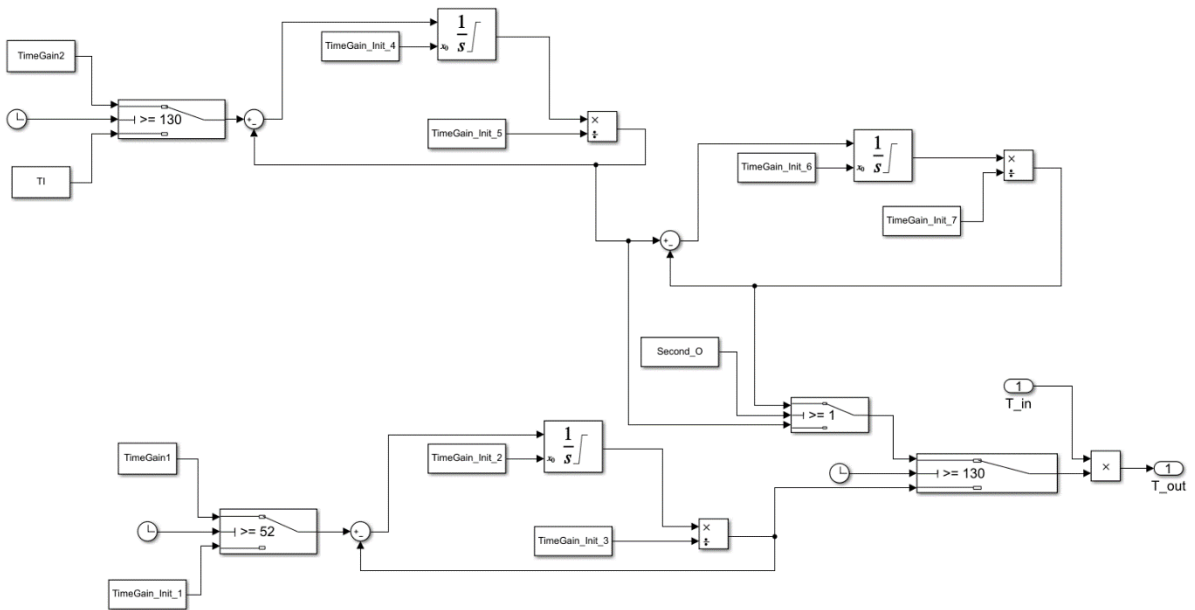 1
s
TimeGain_Init_4
x₀
TimeGain2
>= 130
+
-
TimeGain_Init_5
×
÷
TI
1
s
TimeGain_Init_6
x₀
×
÷
TimeGain_Init_7
+
-
Second_O
>= 1
1
T_in
1
s
TimeGain_Init_2
x₀
TimeGain1
>= 130
×
1
T_out
>= 52
+
-
TimeGain_Init_3
×
÷
TimeGain_Init_1